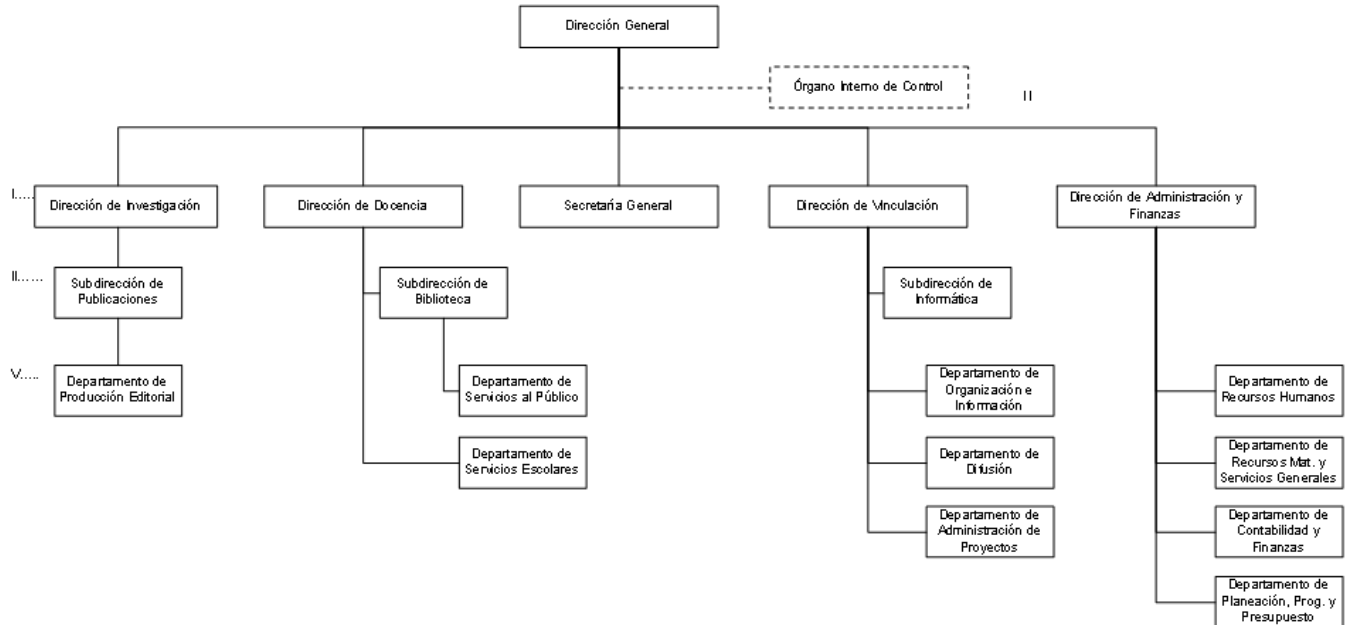 Dirección General
Órgano Interno de Control
II
I.....
Dirección de Investigación
Dirección de Docencia
Secretaría General
Dirección de Vinculación
Dirección de Administración y
Finanzas
II......
Subdirección de
Publicaciones
Subdirección de
Biblioteca
Subdirección de
Informática
V.....
Departamento de
Producción Editorial
Departamento de
Servicios al Público
Departamento de
Organización e
Información
Departamento de
Recursos Humanos
Departamento de
Servicios Escolares
Departamento de
Difusión
Departamento de
Recursos Mat. y
Servicios Generales
Departamento de
Administración de
Proyectos
Departamento de
Contabilidad y
Finanzas
Departamento de
Planeación, Prog. y
Presupuesto